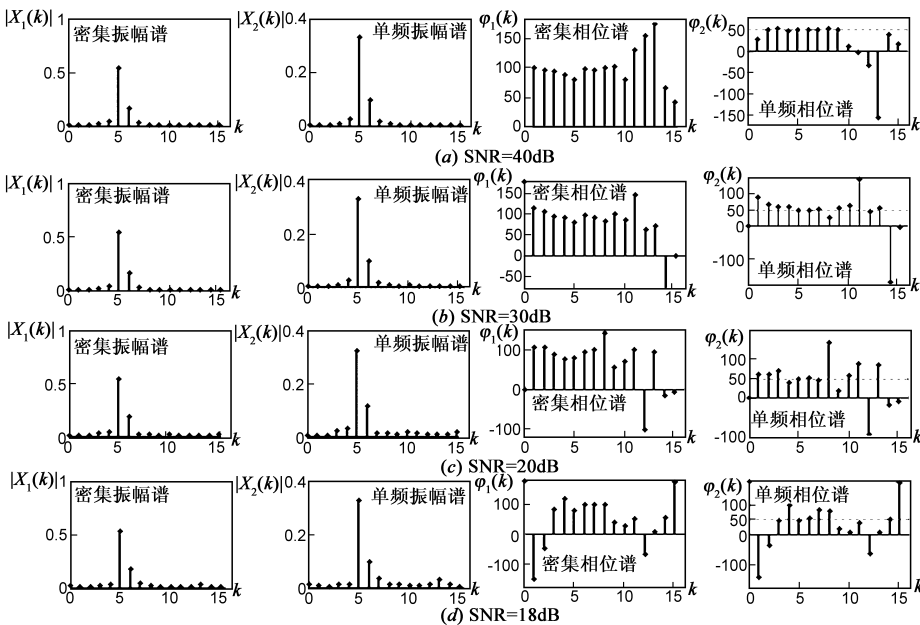 |X₁(k)| 1 |X₂(k)| 0.4 φ₁(k) φ₂(k)
密集振幅谱 单频振幅谱 密集相位谱
150 50
0.5 0.2 100 0
50 -50
-100
0 0 0 -150 单频相位谱
0 5 10 15 k 0 5 10 15 k 0 5 10 15 k 0 5 10 15 k
(a) SNR=40dB
|X₁(k)| 1 |X₂(k)| 0.4 φ₁(k) φ₂(k)
密集振幅谱 单频振幅谱 密集相位谱
150 100
0.5 0.2 100 50
50 0
0 -100
0 0 -50 单频相位谱
0 5 10 15 k 0 5 10 15 k 0 5 10 15 k 0 5 10 15 k
(b) SNR=30dB
|X₁(k)| 1 |X₂(k)| 0.4 φ₁(k) φ₂(k)
密集振幅谱 单频振幅谱
100 100
0.5 0.2 50
0 0
密集相位谱 单频相位谱
0 0 -100 -100
0 5 10 15 k 0 5 10 15 k 0 5 10 15 k 0 5 10 15 k
(c) SNR=20dB
|X₁(k)| 1 |X₂(k)| 0.4 φ₁(k) φ₂(k)
密集振幅谱 单频振幅谱 单频相位谱
100 100
0.5 0.2 50
0 0
-100 密集相位谱 -100
0 0
0 5 10 15 k 0 5 10 15 k 0 5 10 15 k 0 5 10 15 k
(d) SNR=18dB